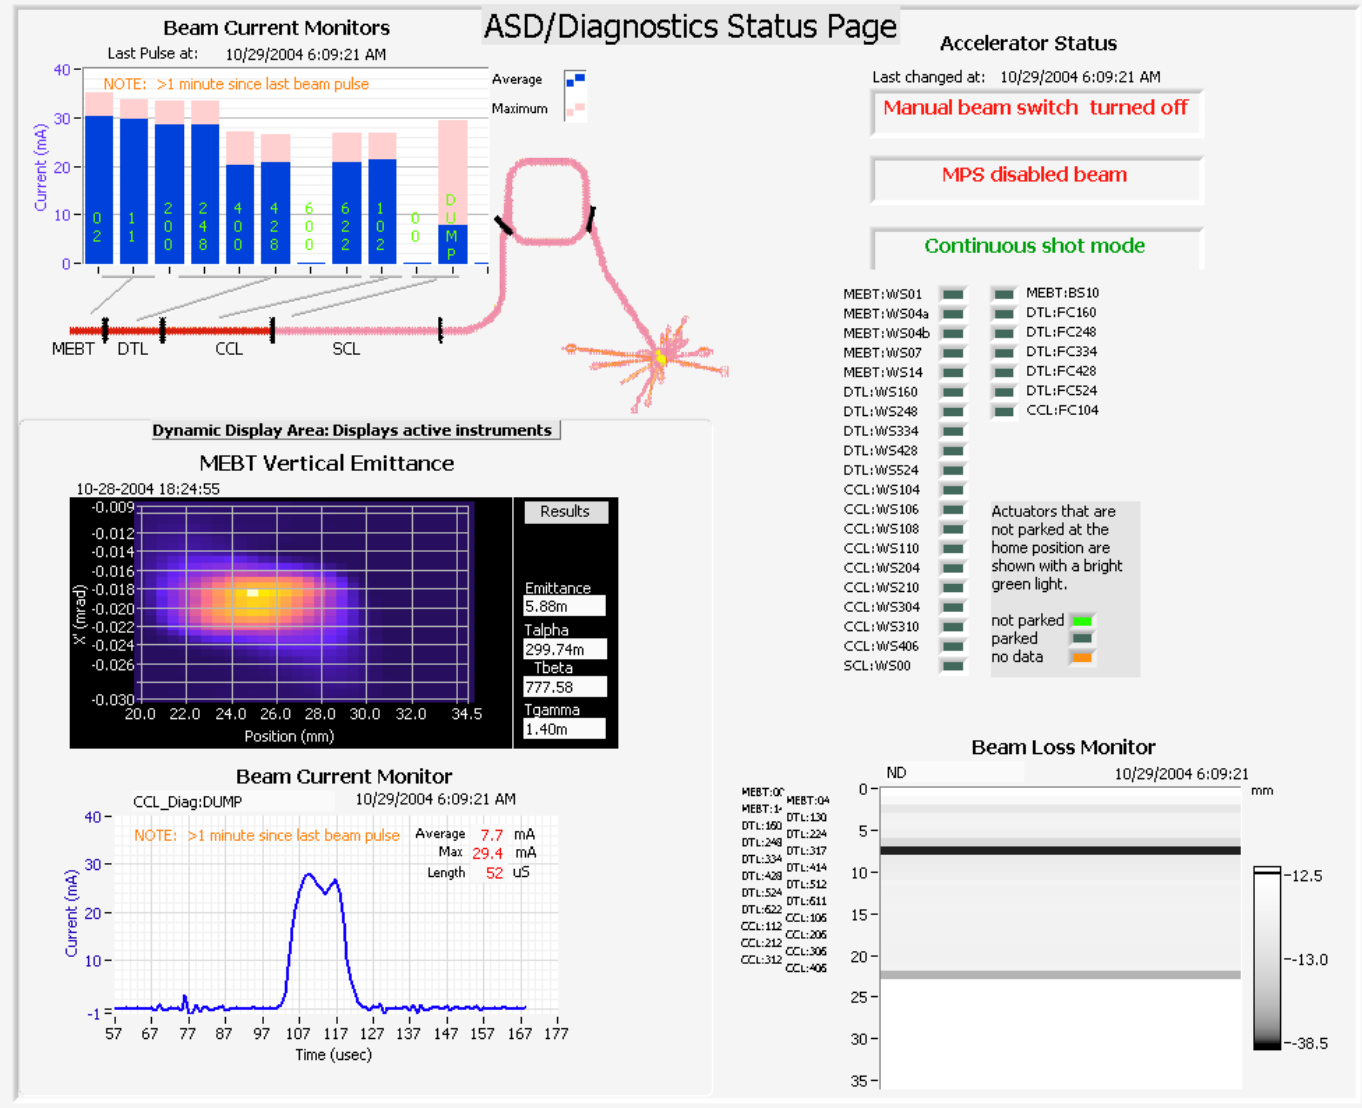 ASD/Diagnostics Status Page
Beam Current Monitors
Last Pulse at: 10/29/2004 6:09:21 AM
NOTE: >1 minute since last beam pulse
Current (mA)
40
30
20
10
0
02
11
200
248
400
428
600
622
102
00
DUMP
Average
Maximum
MEBT
DTL
CCL
SCL
Accelerator Status
Last changed at: 10/29/2004 6:09:21 AM
Manual beam switch turned off
MPS disabled beam
Continuous shot mode
MEBT:WS01
MEBT:WS04a
MEBT:WS04b
MEBT:WS07
MEBT:WS14
DTL:WS160
DTL:WS248
DTL:WS334
DTL:WS428
DTL:WS524
CCL:WS104
CCL:WS106
CCL:WS108
CCL:WS110
CCL:WS204
CCL:WS210
CCL:WS304
CCL:WS310
CCL:WS406
SCL:WS00
MEBT:BS10
DTL:FC160
DTL:FC248
DTL:FC334
DTL:FC428
DTL:FC524
CCL:FC104
Actuators that are
not parked at the
home position are
shown with a bright
green light.
not parked
parked
no data
Dynamic Display Area: Displays active instruments
MEBT Vertical Emittance
10-28-2004 18:24:55
X' (mrad)
-0.009
-0.012
-0.014
-0.016
-0.018
-0.020
-0.022
-0.024
-0.026
-0.030
20.0 22.0 24.0 26.0 28.0 30.0 32.0 34.5
Position (mm)
Results
Emittance
5.88m
Talpha
299.74m
Tbeta
777.58
Tgamma
1.40m
Beam Current Monitor
CCL_Diag:DUMP 10/29/2004 6:09:21 AM
NOTE: >1 minute since last beam pulse
Average 7.7 mA
Max 29.4 mA
Length 52 uS
Current (mA)
40
30
20
10
-1
57 67 77 87 97 107 117 127 137 147 157 167 177
Time (usec)
Beam Loss Monitor
ND 10/29/2004 6:09:21
mm
MEBT:04
DTL:160 DTL:130
DTL:248 DTL:224
DTL:334 DTL:317
DTL:428 DTL:414
DTL:524 DTL:512
DTL:622 DTL:611
CCL:112 CCL:106
CCL:212 CCL:206
CCL:312 CCL:306
CCL:406
0
5
10
15
20
25
30
35
-12.5
-13.0
-38.5